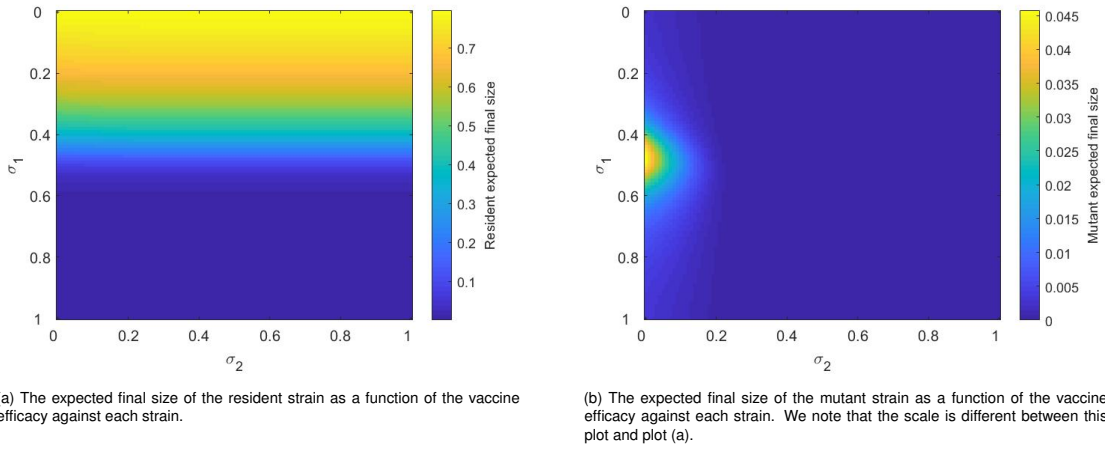 0
0.2
0.4
0.6
0.8
1
σ1
0 0.2 0.4 0.6 0.8 1
σ2
0.7
0.6
0.5
0.4
0.3
0.2
0.1
Resident expected final size
0
0.2
0.4
0.6
0.8
1
σ1
0 0.2 0.4 0.6 0.8 1
σ2
0.045
0.04
0.035
0.03
0.025
0.02
0.015
0.01
0.005
0
Mutant expected final size
a) The expected final size of the resident strain as a function of the vaccine
efficacy against each strain.
(b) The expected final size of the mutant strain as a function of the vaccine
efficacy against each strain. We note that the scale is different between this
plot and plot (a).